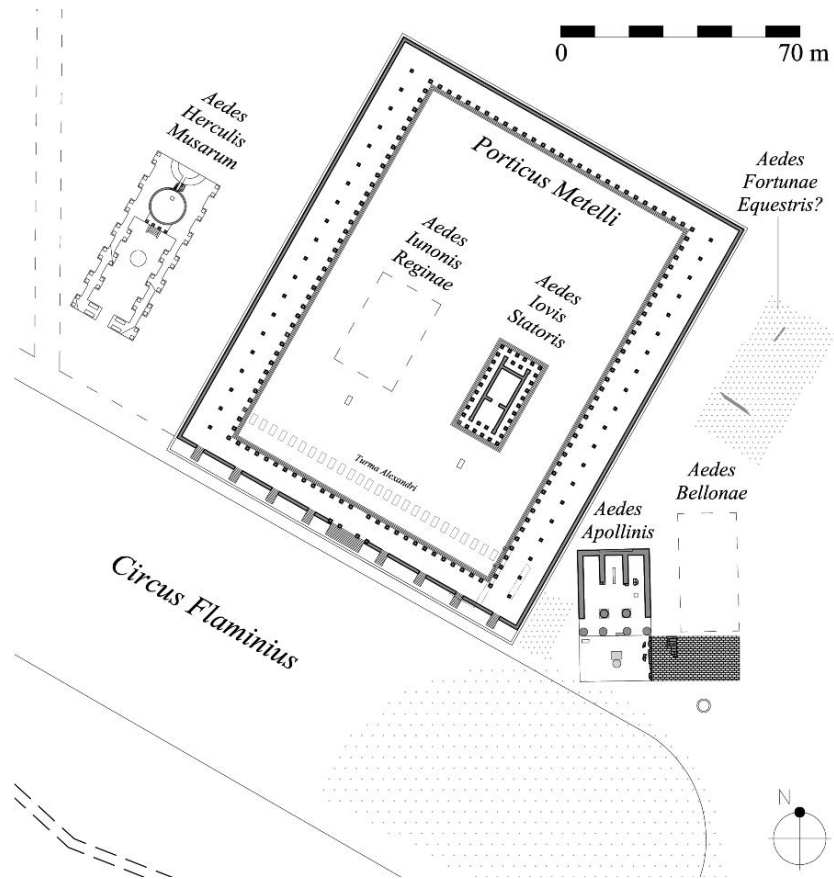 0 70 m
Aedes
Herculis
Musarum
Porticus Metelli
Aedes
Fortunae
Equestris?
Aedes
Iunonis
Reginae
Aedes
Iovis
Statoris
Turma Alexandri
Aedes
Bellonae
Aedes
Apollinis
Circus Flaminius
N